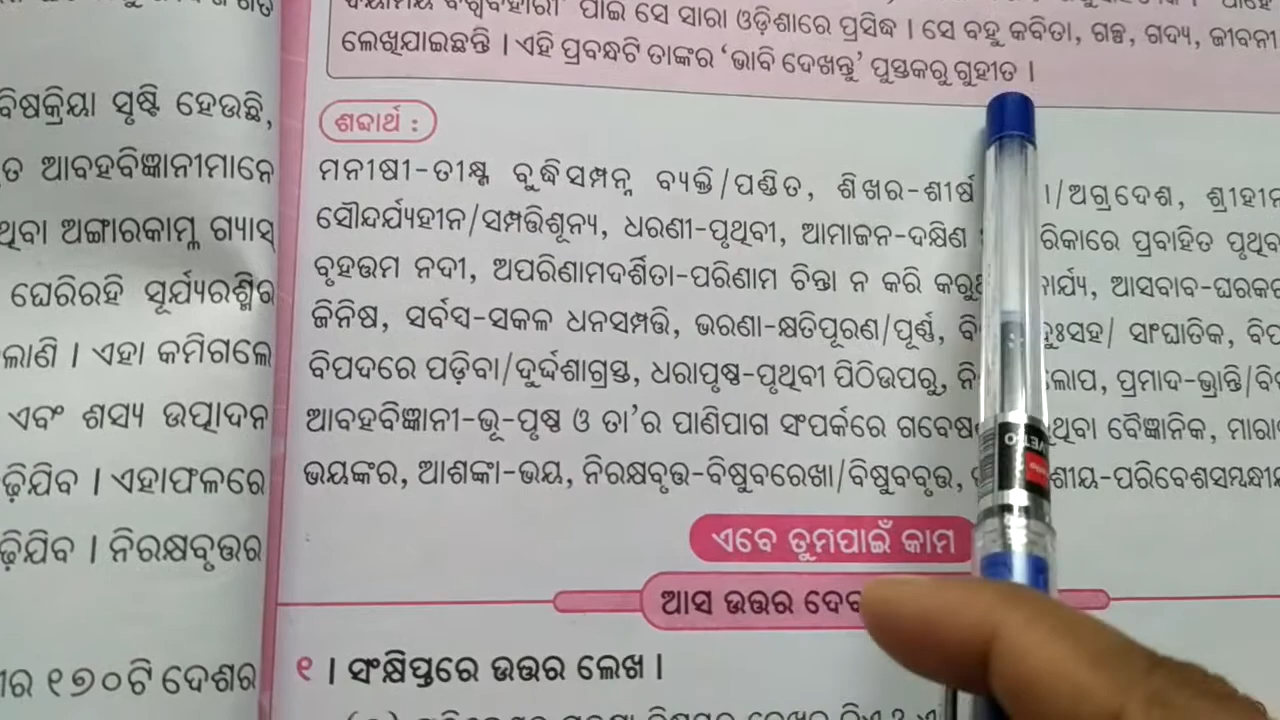 ବିଷକ୍ରିୟା ସୃଷ୍ଟି ହେଉଛି,
ଆବହବିଜ୍ଞାନୀମାନେ
ଥିବା ଅଙ୍ଗାରକାମ୍ଳ ଗ୍ୟାସ୍
ଘେରିରହି ସୂର୍ଯ୍ୟରଶ୍ମିର
ଲାଣି । ଏହା କମିଗଲେ
ଏବଂ ଶସ୍ୟ ଉତ୍ପାଦନ
ଢ଼ିଯିବ । ଏହାଫଳରେ
ଢ଼ିଯିବ । ନିରକ୍ଷବୃତ୍ତର
୧୭୦ଟି ଦେଶର
ପାଇଁ ସେ ସାରା ଓଡ଼ିଶାରେ ପ୍ରସିଦ୍ଧ । ସେ ବହୁ କବିତା, ଗଳ୍ପ, ଗଦ୍ୟ, ଜୀବନୀ
ଲେଖିଯାଇଛନ୍ତି । ଏହି ପ୍ରବନ୍ଧଟି ତାଙ୍କର ‘ଭାବି ଦେଖନ୍ତୁ’ ପୁସ୍ତକରୁ ଗୃହୀତ ।
ଶବ୍ଦାର୍ଥ :
ମନୀଷୀ-ତୀକ୍ଷ୍ଣ ବୁଦ୍ଧିସମ୍ପନ୍ନ ବ୍ୟକ୍ତି/ପଣ୍ଡିତ, ଶିଖର-ଶୀର୍ଷ /ଅଗ୍ରଦେଶ, ଶ୍ରୀହୀନ
ସୌନ୍ଦର୍ଯ୍ୟହୀନ/ସମ୍ପତ୍ତିଶୂନ୍ୟ, ଧରଣୀ-ପୃଥିବୀ, ଆମାଜନ-ଦକ୍ଷିଣ ରିକାରେ ପ୍ରବାହିତ ପୃଥିବ
ବୃହତ୍ତମ ନଦୀ, ଅପରିଣାମଦର୍ଶିତା-ପରିଣାମ ଚିନ୍ତା ନ କରି କରୁଥ ାର୍ଯ୍ୟ, ଆସବାବ-ଘରକର
ଜିନିଷ, ସର୍ବସ-ସକଳ ଧନସମ୍ପତ୍ତି, ଭରଣା-କ୍ଷତିପୂରଣ/ପୂର୍ଣ୍ଣ, ଦୁଃସହ/ ସାଂଘାତିକ, ବିପ
ବିପଦରେ ପଡ଼ିବା/ଦୁର୍ଦ୍ଦଶାଗ୍ରସ୍ତ, ଧରାପୃଷ୍ଠ-ପୃଥିବୀ ପିଠିଉପରୁ, ଲୋପ, ପ୍ରମାଦ-ଭ୍ରାନ୍ତି/ବି
ଆବହବିଜ୍ଞାନୀ-ଭୂ-ପୃଷ୍ଠ ଓ ତା’ର ପାଣିପାଗ ସଂପର୍କରେ ଗବେଷ ଥିବା ବୈଜ୍ଞାନିକ, ମାରା
ଭୟଙ୍କର, ଆଶଙ୍କା-ଭୟ, ନିରକ୍ଷବୃତ୍ତ-ବିଷୁବରେଖା/ବିଷୁବବୃତ୍ତ, ଶୀୟ-ପରିବେଶସମ୍ବନ୍ଧୀୟ
ଏବେ ତୁମପାଇଁ କାମ
ଆସ ଉତ୍ତର ଦେବ
୧ । ସଂକ୍ଷିପ୍ତରେ ଉତ୍ତର ଲେଖ ।